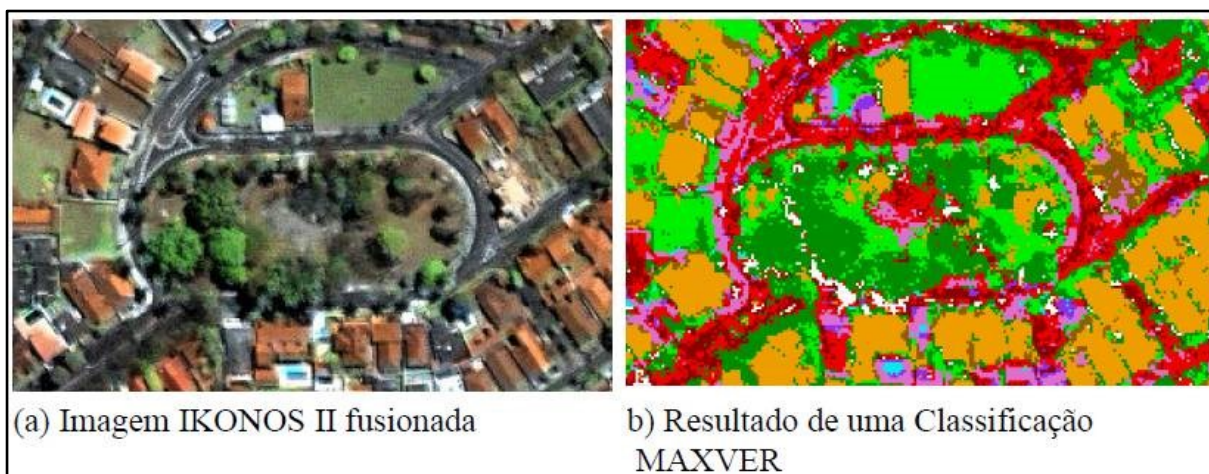 (a) Imagem IKONOS II fusionada
b) Resultado de uma Classificação
MAXVER